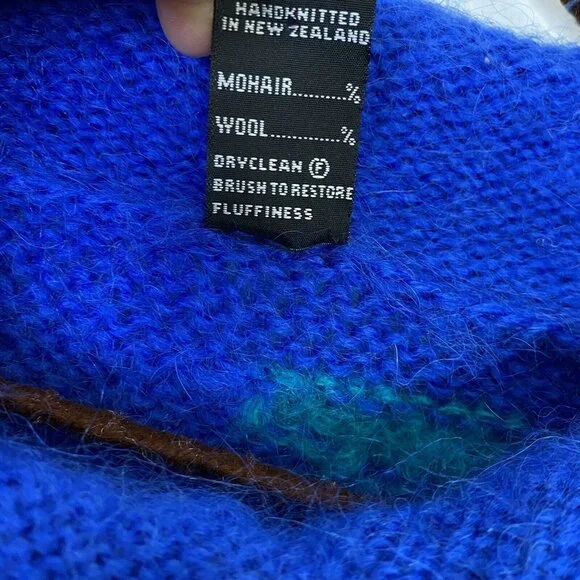 HANDKNITTED
IN NEW ZEALAND
MOHAIR.........%
WOOL...........%
DRYCLEAN Ⓕ
BRUSH TO RESTORE
FLUFFINESS